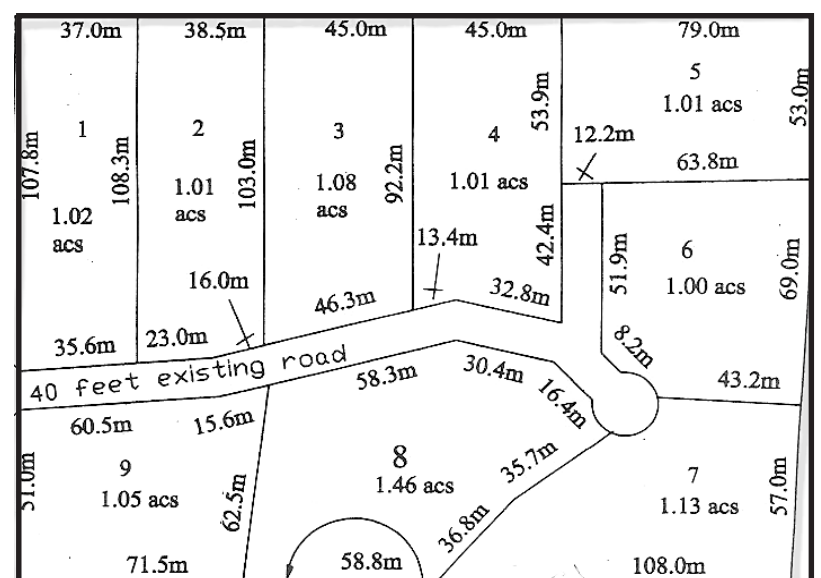 37.0m
38.5m
45.0m
45.0m
79.0m
107.8m
1
1.02
acs
108.3m
35.6m
2
1.01
acs
103.0m
16.0m
23.0m
3
1.08
acs
92.2m
46.3m
4
1.01 acs
53.9m
42.4m
13.4m
32.8m
5
1.01 acs
53.0m
12.2m
63.8m
6
1.00 acs
51.9m
69.0m
8.2m
43.2m
40 feet existing road
60.5m
15.6m
51.0m
9
1.05 acs
62.5m
71.5m
58.3m
30.4m
16.4m
8
1.46 acs
35.7m
36.8m
58.8m
7
1.13 acs
57.0m
108.0m